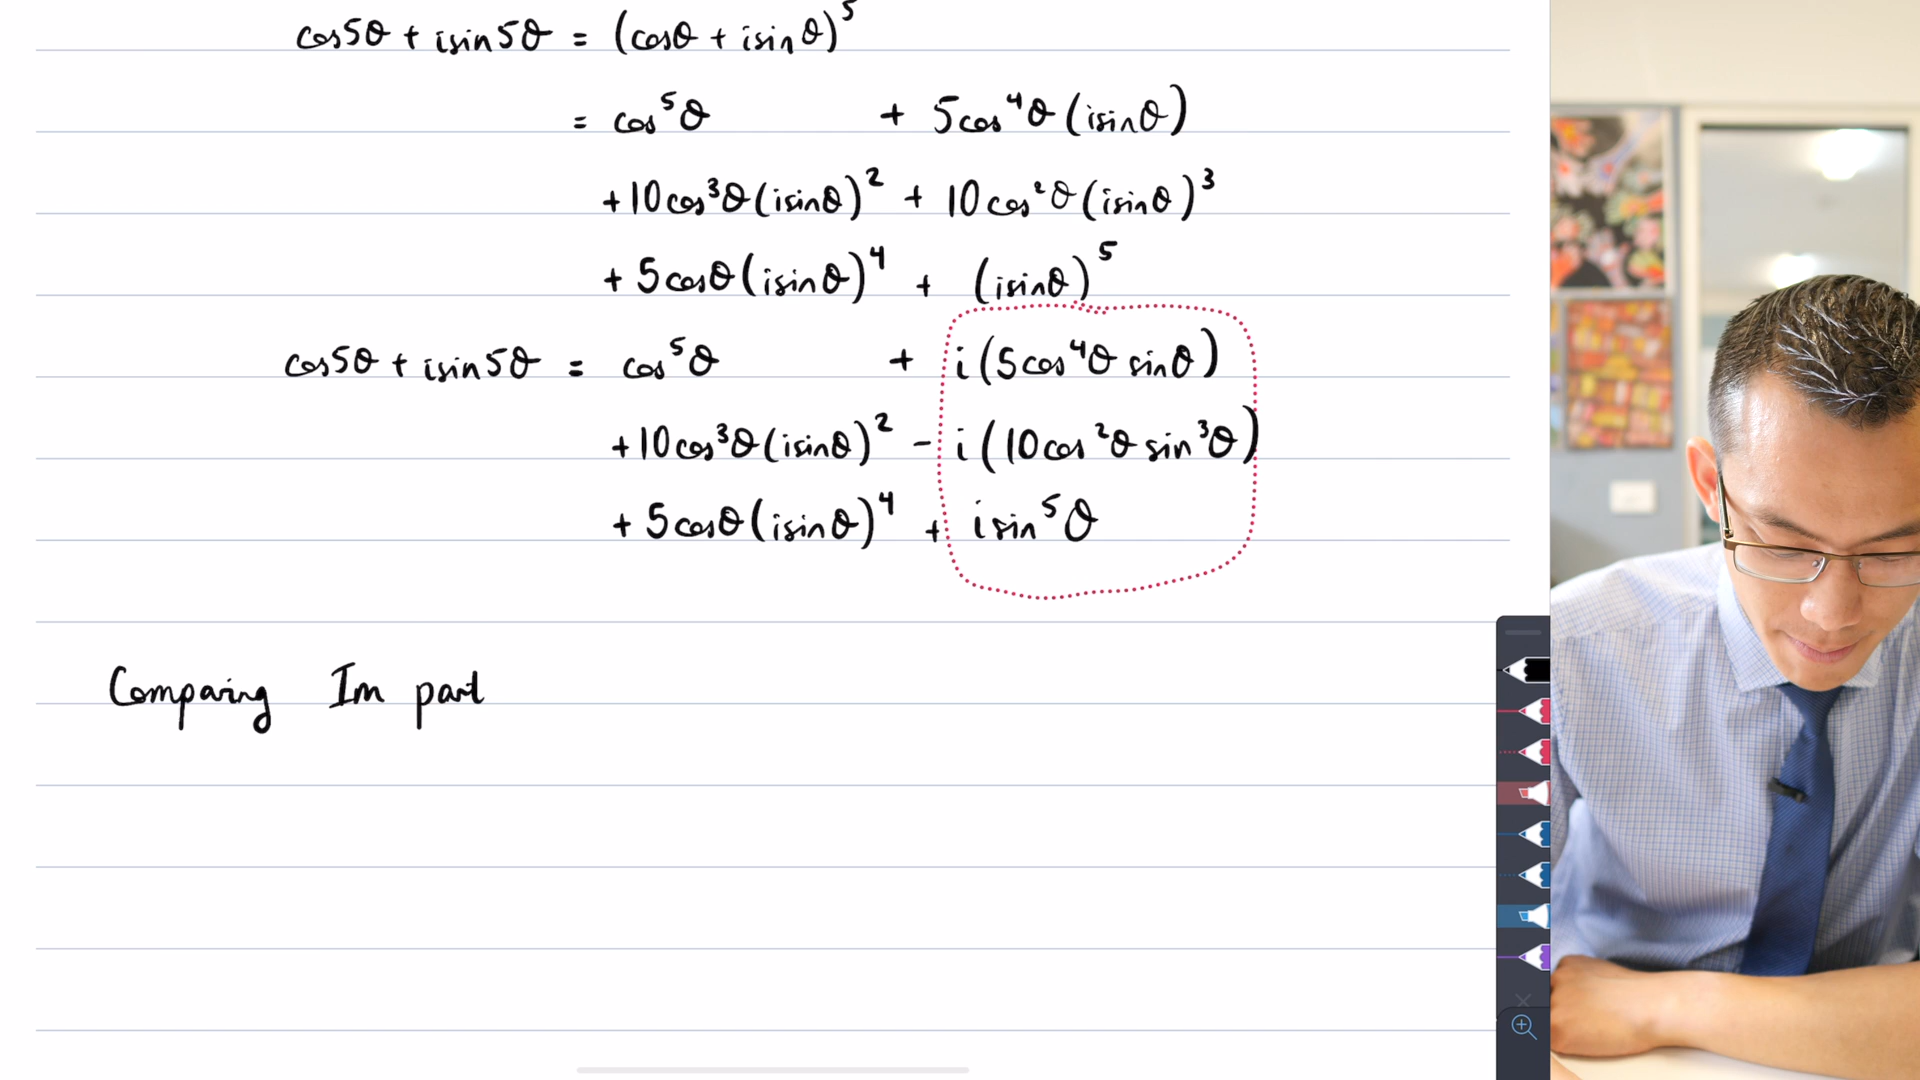 cos5θ + isin5θ = (cosθ + isinθ)⁵
= cos⁵θ + 5cos⁴θ(isinθ)
+10cos³θ(isinθ)² + 10cos²θ(isinθ)³
+ 5cosθ(isinθ)⁴ + (isinθ)⁵
cos5θ + isin5θ = cos⁵θ + i(5cos⁴θ sinθ)
+10cos³θ(isinθ)² - i(10cos²θ sin³θ)
+ 5cosθ(isinθ)⁴ + isin⁵θ
Comparing Im part